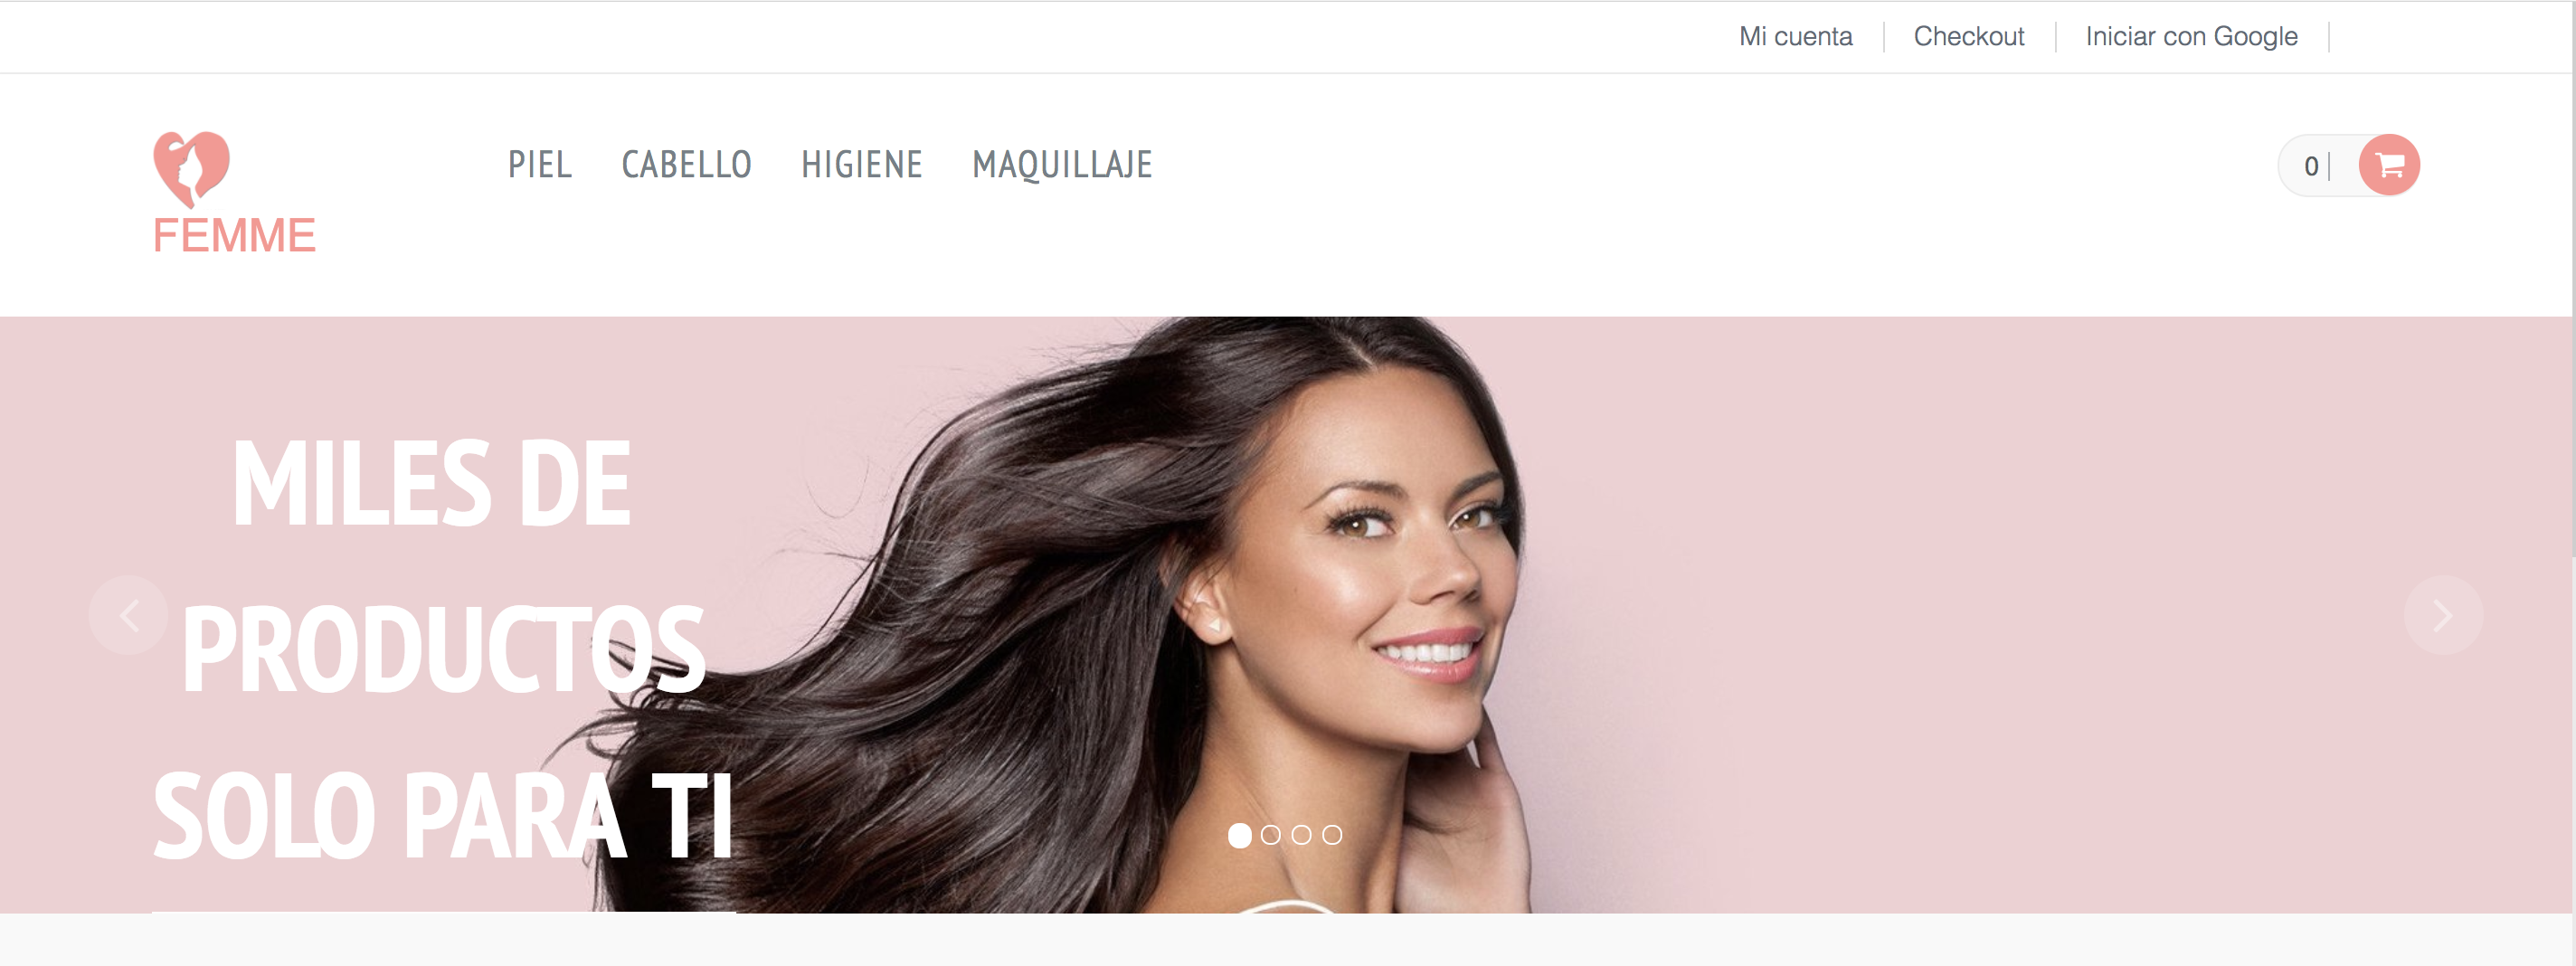 Mi cuenta
Checkout
Iniciar con Google
FEMME
PIEL
CABELLO
HIGIENE
MAQUILLAJE
0
MILES DE
PRODUCTOS
SOLO PARA TI